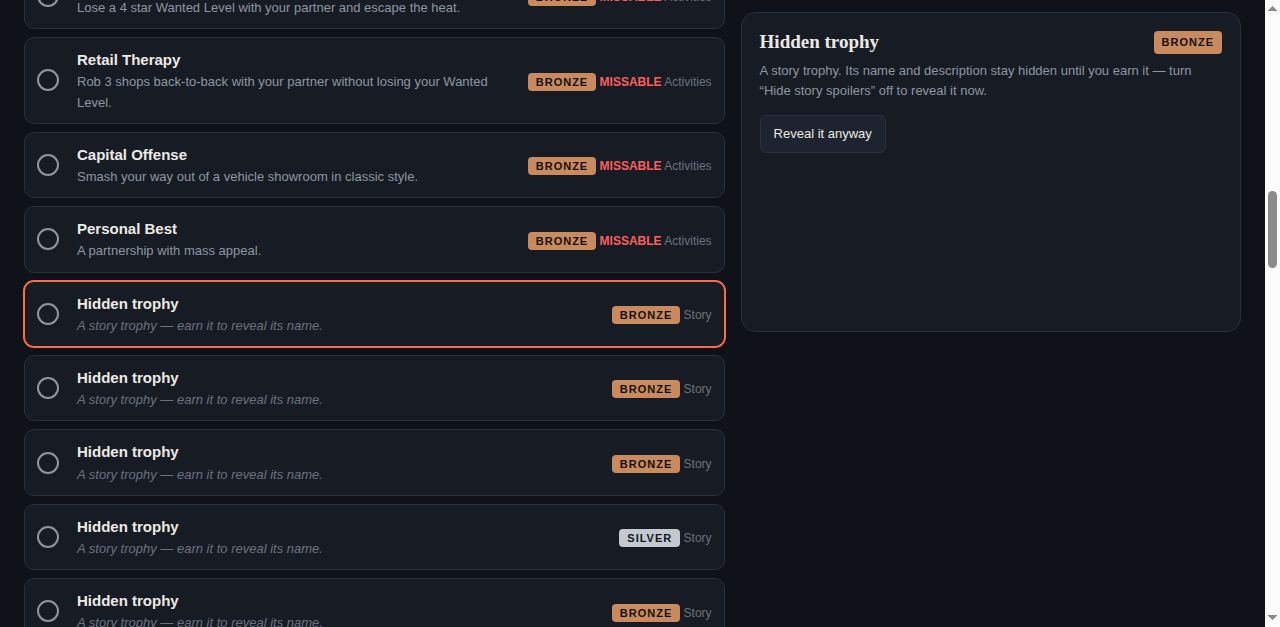 Lose a 4 star Wanted Level with your partner and escape the heat.
BRONZE MISSABLE Activities
Retail Therapy
Rob 3 shops back-to-back with your partner without losing your Wanted
Level.
BRONZE MISSABLE Activities
Capital Offense
Smash your way out of a vehicle showroom in classic style.
BRONZE MISSABLE Activities
Personal Best
A partnership with mass appeal.
BRONZE MISSABLE Activities
Hidden trophy
A story trophy — earn it to reveal its name.
BRONZE Story
Hidden trophy
A story trophy — earn it to reveal its name.
BRONZE Story
Hidden trophy
A story trophy — earn it to reveal its name.
BRONZE Story
Hidden trophy
A story trophy — earn it to reveal its name.
SILVER Story
Hidden trophy
A story trophy — earn it to reveal its name.
BRONZE Story
Hidden trophy
BRONZE
A story trophy. Its name and description stay hidden until you earn it — turn
“Hide story spoilers” off to reveal it now.
Reveal it anyway